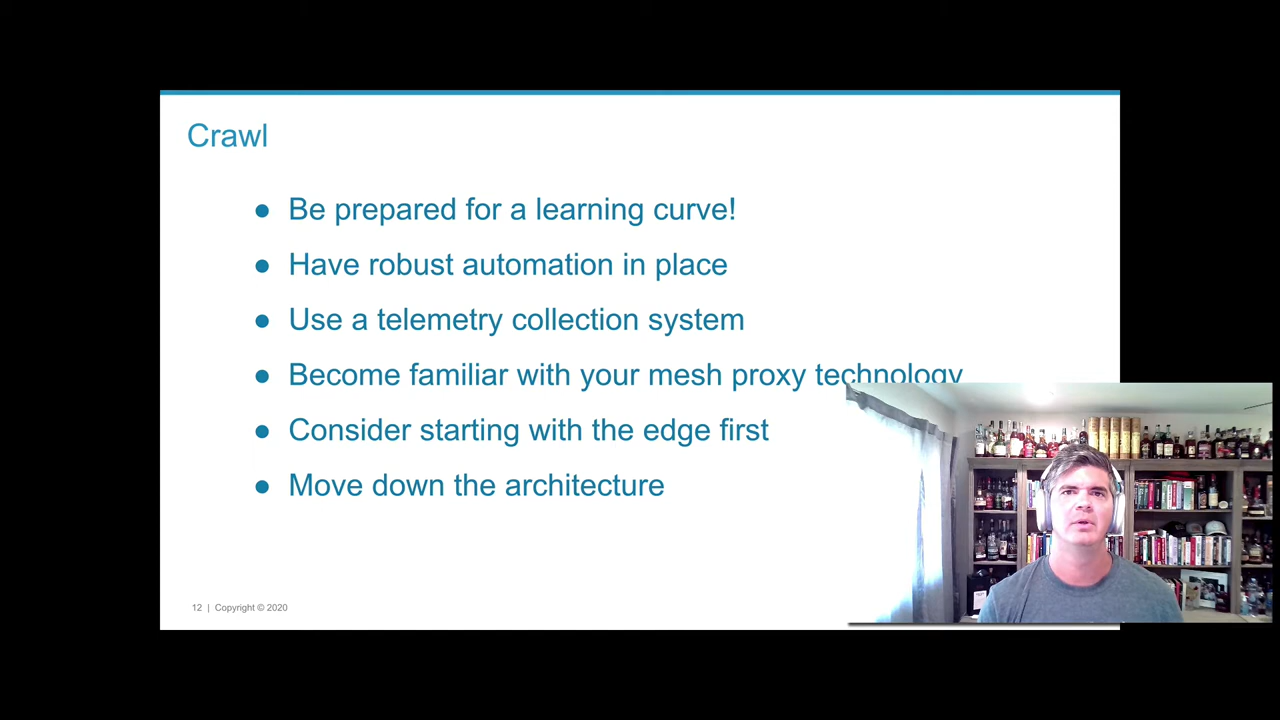 Crawl
● Be prepared for a learning curve!
● Have robust automation in place
● Use a telemetry collection system
● Become familiar with your mesh proxy technology
● Consider starting with the edge first
● Move down the architecture
12 | Copyright © 2020